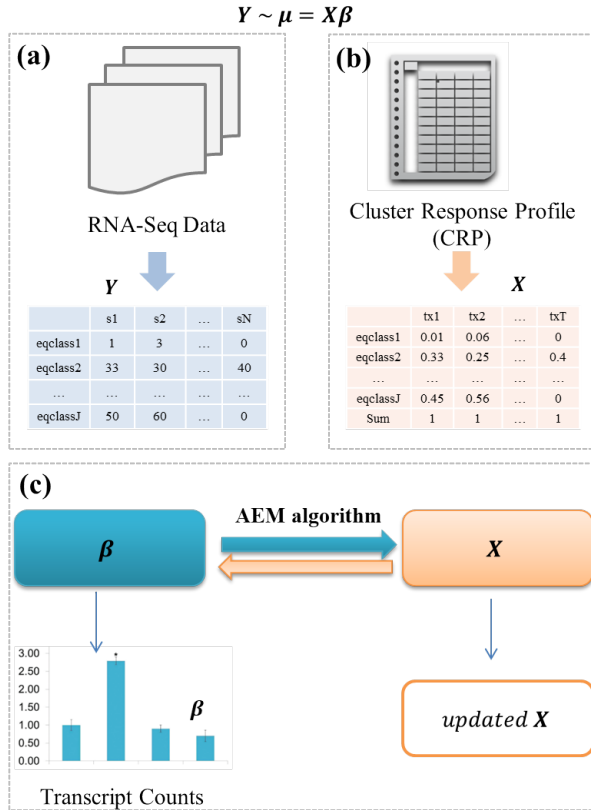 Y ~ μ = Xβ
(a)
RNA-Seq Data
Y
s1 s2 … sN
eqclass1 1 3 … 0
eqclass2 33 30 … 40
… … … … …
eqclassJ 50 60 … 0
(b)
Cluster Response Profile
(CRP)
X
tx1 tx2 … txT
eqclass1 0.01 0.06 … 0
eqclass2 0.33 0.25 … 0.4
… … … … …
eqclassJ 0.45 0.56 … 0
Sum 1 1 … 1
(c)
β
AEM algorithm
X
3.00
2.50
2.00
1.50
1.00
0.50
0.00
*
β
Transcript Counts
updated X